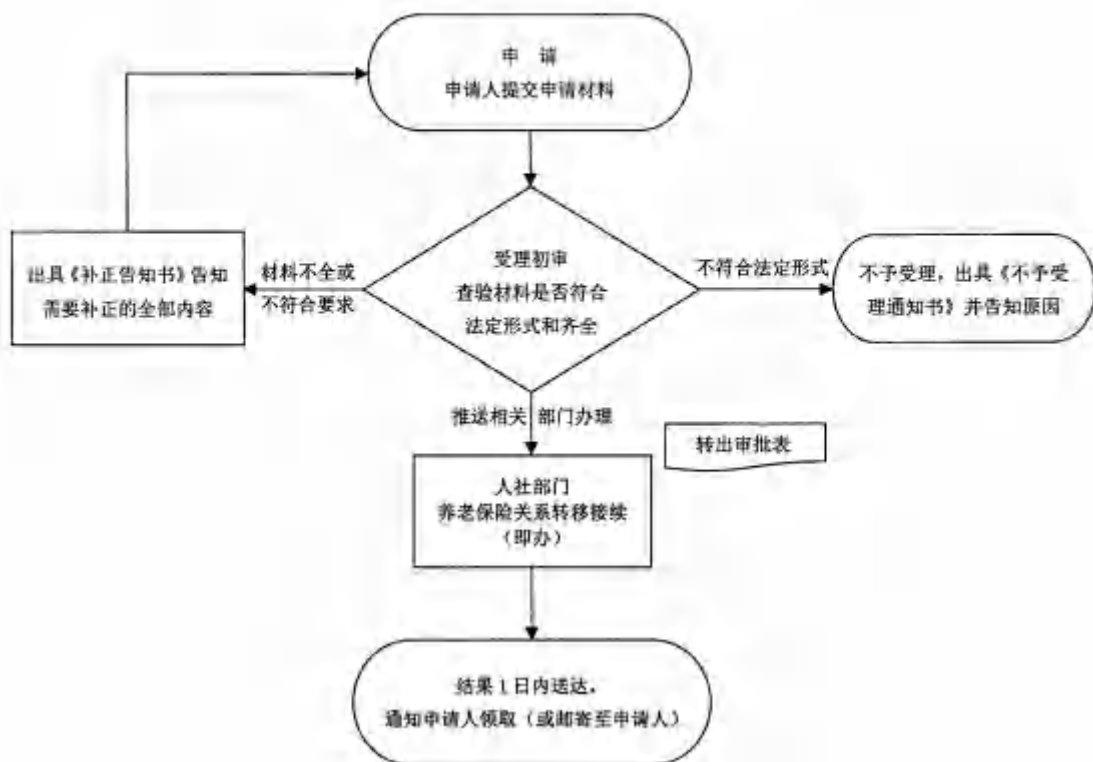 申 请
申请人提交申请材料
出具《补正告知书》告知
需要补正的全部内容
材料不全或
不符合要求
受理初审
查验材料是否符合
法定形式和齐全
不符合法定形式
不予受理，出具《不予受
理通知书》并告知原因
推送相关 部门办理
转出审批表
人社部门
养老保险关系转移接续
（即办）
结果1日内送达，
通知申请人领取（或邮寄至申请人）